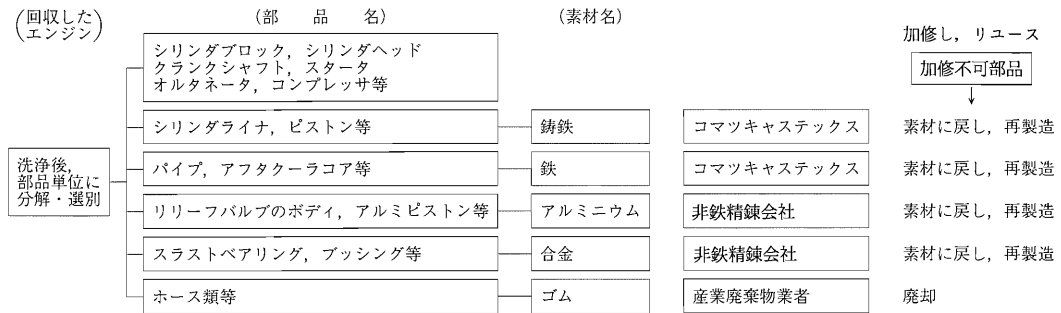 (回収した
エンジン)
(部 品 名)
(素材名)
シリンダブロック，シリンダヘッド
クランクシャフト，スタータ
オルタネータ，コンプレッサ等
加修し，リユース
加修不可部品
シリンダライナ，ピストン等
鋳鉄
コマツキャステックス
素材に戻し，再製造
洗浄後，
部品単位に
分解・選別
パイプ，アフタクーラコア等
鉄
コマツキャステックス
素材に戻し，再製造
リリーフバルブのボディ，アルミピストン等
アルミニウム
非鉄精錬会社
素材に戻し，再製造
スラストベアリング，ブッシング等
合金
非鉄精錬会社
素材に戻し，再製造
ホース類等
ゴム
産業廃棄物業者
廃却